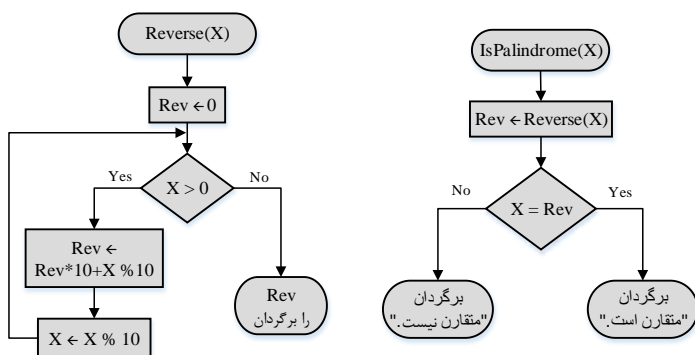 Reverse(X)
Rev ← 0
X > 0
Yes
No
Rev ←
Rev*10+X %10
X ← X % 10
Rev
را برگردان
IsPalindrome(X)
Rev ← Reverse(X)
X = Rev
No
Yes
برگردان
"متقارن نیست."
برگردان
"متقارن است."